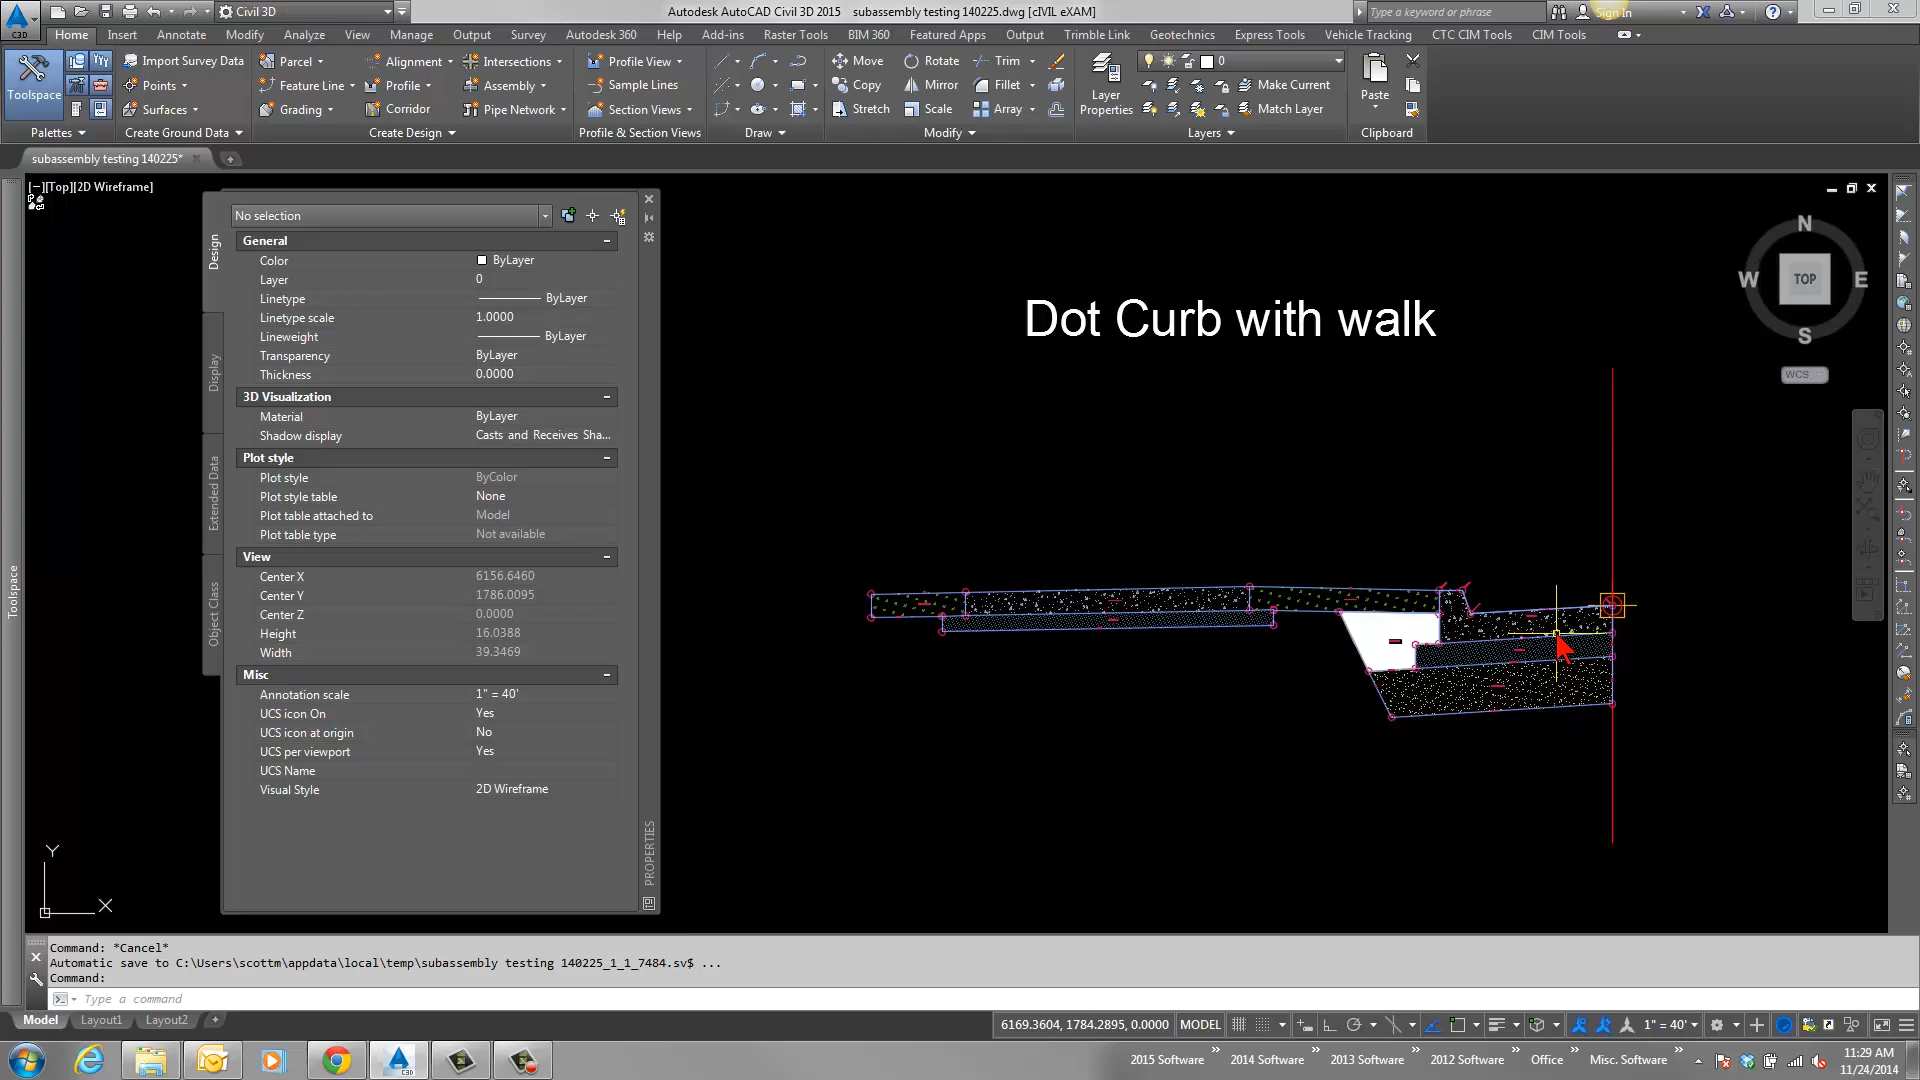 Civil 3D
Autodesk AutoCAD Civil 3D 2015 subassembly testing 140225.dwg [cIVIL eXAM]
Type a keyword or phrase
Sign In
C3D
Home Insert Annotate Modify Analyze View Manage Output Survey Autodesk 360 Help Add-ins Raster Tools BIM 360 Featured Apps Output Trimble Link Geotechnics Express Tools Vehicle Tracking CTC CIM Tools CIM Tools
Toolspace
Import Survey Data
Points
Surfaces
Parcel
Feature Line
Grading
Alignment
Profile
Corridor
Intersections
Assembly
Pipe Network
Profile View
Sample Lines
Section Views
Move
Copy
Stretch
Rotate
Mirror
Scale
Trim
Fillet
Array
Layer
Properties
0
Make Current
Match Layer
Paste
Palettes
Create Ground Data
Create Design
Profile & Section Views
Draw
Modify
Layers
Clipboard
subassembly testing 140225*
[−][Top][2D Wireframe]
No selection
General
Color ByLayer
Layer 0
Linetype ByLayer
Linetype scale 1.0000
Lineweight ByLayer
Transparency ByLayer
Thickness 0.0000
3D Visualization
Material ByLayer
Shadow display Casts and Receives Sha...
Plot style
Plot style ByColor
Plot style table None
Plot table attached to Model
Plot table type Not available
View
Center X 6156.6460
Center Y 1786.0095
Center Z 0.0000
Height 16.0388
Width 39.3469
Misc
Annotation scale 1" = 40'
UCS icon On Yes
UCS icon at origin No
UCS per viewport Yes
UCS Name
Visual Style 2D Wireframe
Design
Display
Extended Data
Object Class
PROPERTIES
Toolspace
Dot Curb with walk
N
W TOP E
S
WCS
Y
X
Command: *Cancel*
Automatic save to C:\Users\scottm\appdata\local\temp\subassembly testing 140225_1_1_7484.sv$ ...
Command:
Type a command
Model Layout1 Layout2
6169.3604, 1784.2895, 0.0000 MODEL
1" = 40'
C3D
2015 Software 2014 Software 2013 Software 2012 Software Office Misc. Software
11:29 AM
11/24/2014